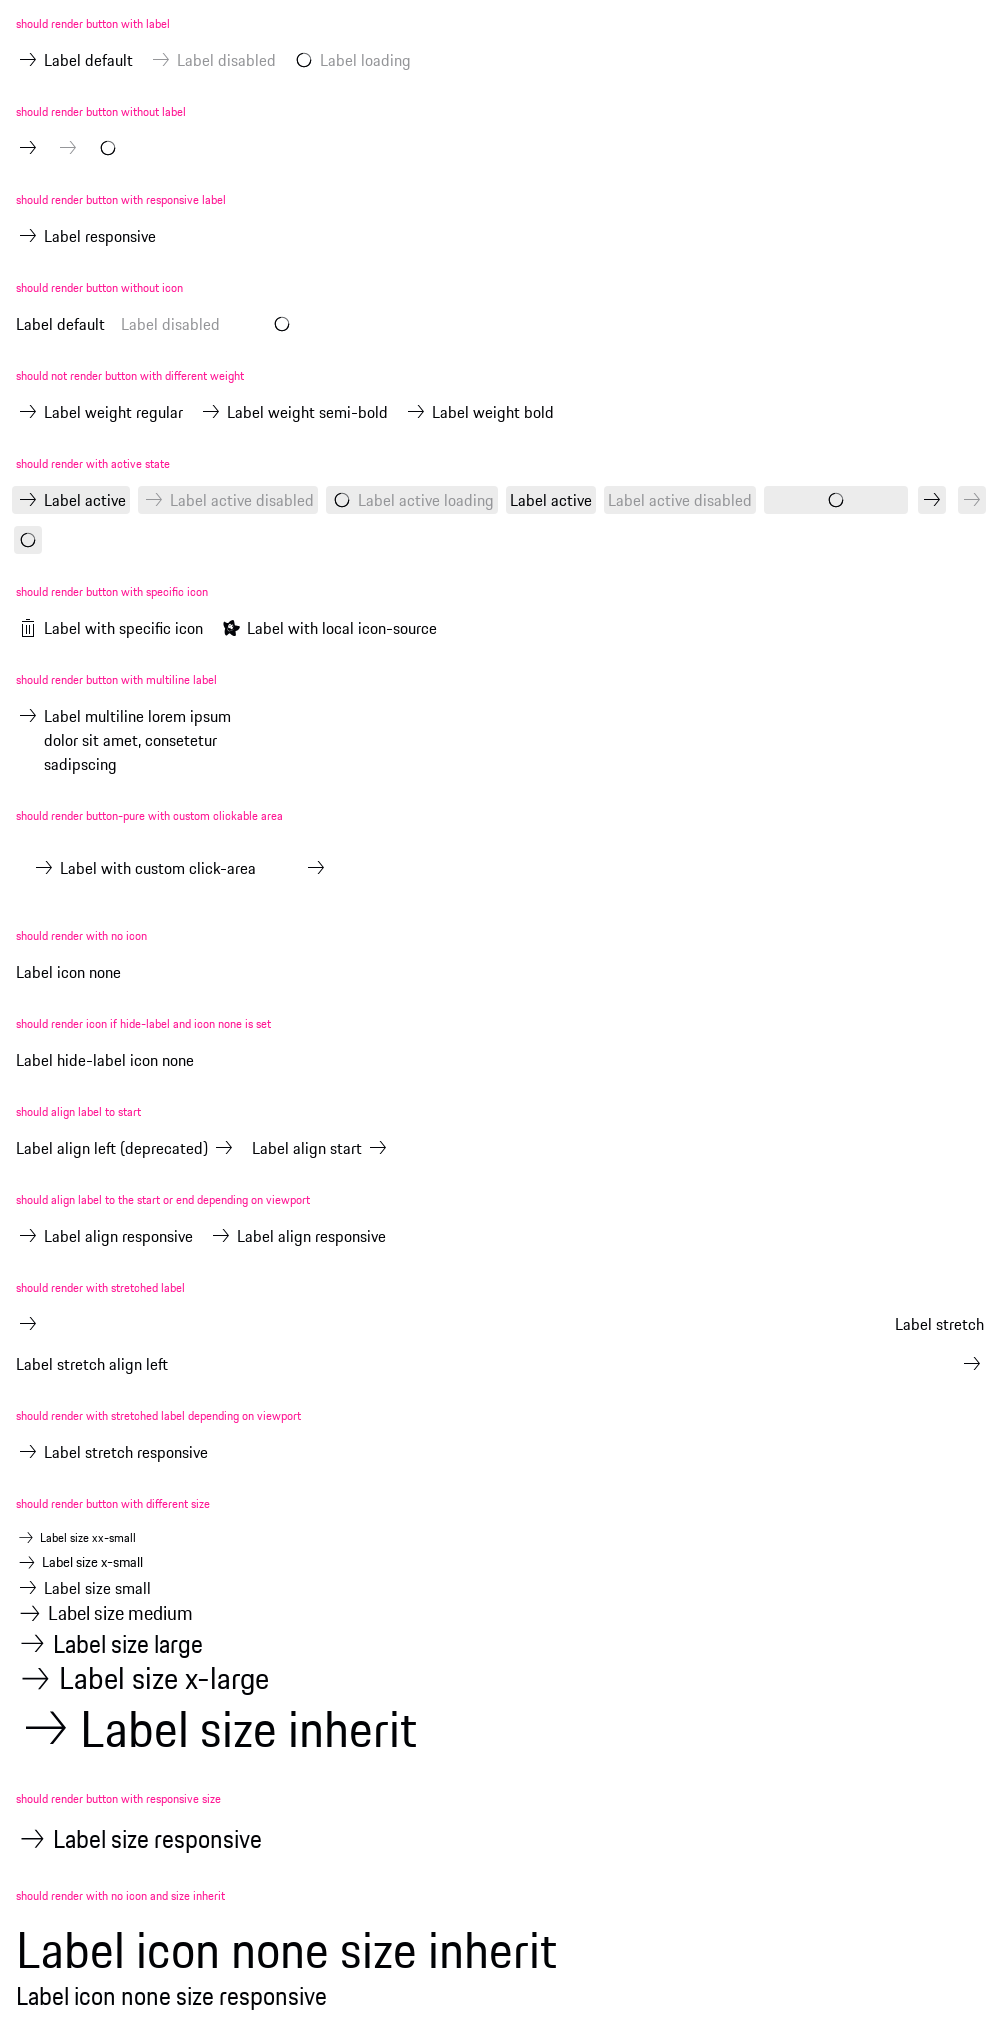 should render button with label
Label default Label disabled Label loading
should render button without label
should render button with responsive label
Label responsive
should render button without icon
Label default Label disabled
should not render button with different weight
Label weight regular Label weight semi-bold Label weight bold
should render with active state
Label active Label active disabled Label active loading Label active Label active disabled
should render button with specific icon
Label with specific icon Label with local icon-source
should render button with multiline label
Label multiline lorem ipsum
dolor sit amet, consetetur
sadipscing
should render button-pure with custom clickable area
Label with custom click-area
should render with no icon
Label icon none
should render icon if hide-label and icon none is set
Label hide-label icon none
should align label to start
Label align left (deprecated) Label align start
should align label to the start or end depending on viewport
Label align responsive Label align responsive
should render with stretched label
Label stretch
Label stretch align left
should render with stretched label depending on viewport
Label stretch responsive
should render button with different size
Label size xx-small
Label size x-small
Label size small
Label size medium
Label size large
Label size x-large
Label size inherit
should render button with responsive size
Label size responsive
should render with no icon and size inherit
Label icon none size inherit
Label icon none size responsive